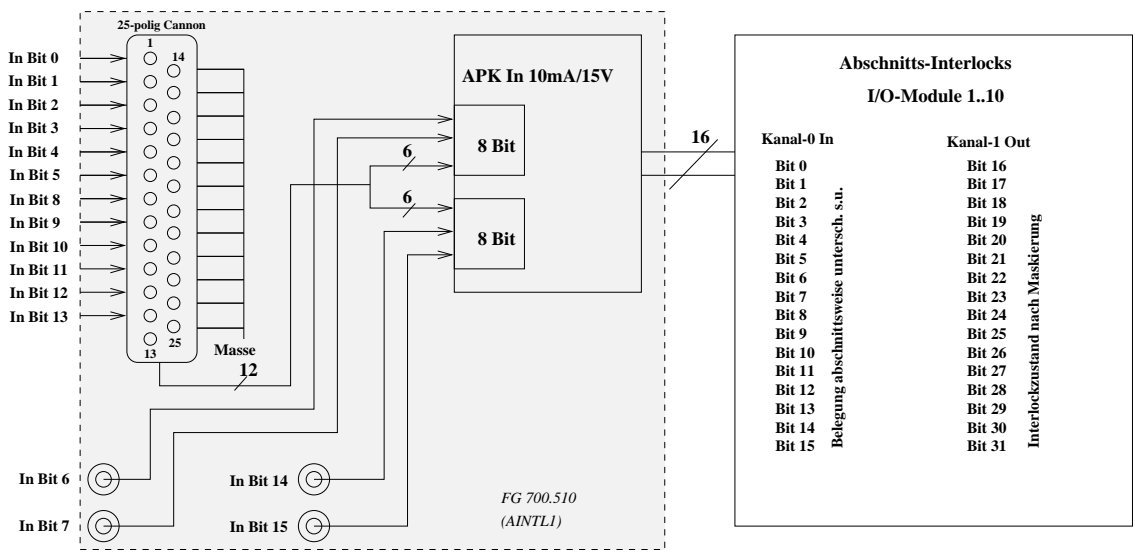 25-polig Cannon
1
14
13
25
In Bit 0
In Bit 1
In Bit 2
In Bit 3
In Bit 4
In Bit 5
In Bit 8
In Bit 9
In Bit 10
In Bit 11
In Bit 12
In Bit 13
Masse
12
In Bit 6
In Bit 7
In Bit 14
In Bit 15
6
6
APK In 10mA/15V
8 Bit
8 Bit
FG 700.510
(AINTL1)
16
Abschnitts-Interlocks
I/O-Module 1..10
Kanal-0 In
Bit 0
Bit 1
Bit 2
Bit 3
Bit 4
Bit 5
Bit 6
Bit 7
Bit 8
Bit 9
Bit 10
Bit 11
Bit 12
Bit 13
Bit 14
Bit 15
Belegung abschnittsweise untersch. s.u.
Kanal-1 Out
Bit 16
Bit 17
Bit 18
Bit 19
Bit 20
Bit 21
Bit 22
Bit 23
Bit 24
Bit 25
Bit 26
Bit 27
Bit 28
Bit 29
Bit 30
Bit 31
Interlockzustand nach Maskierung